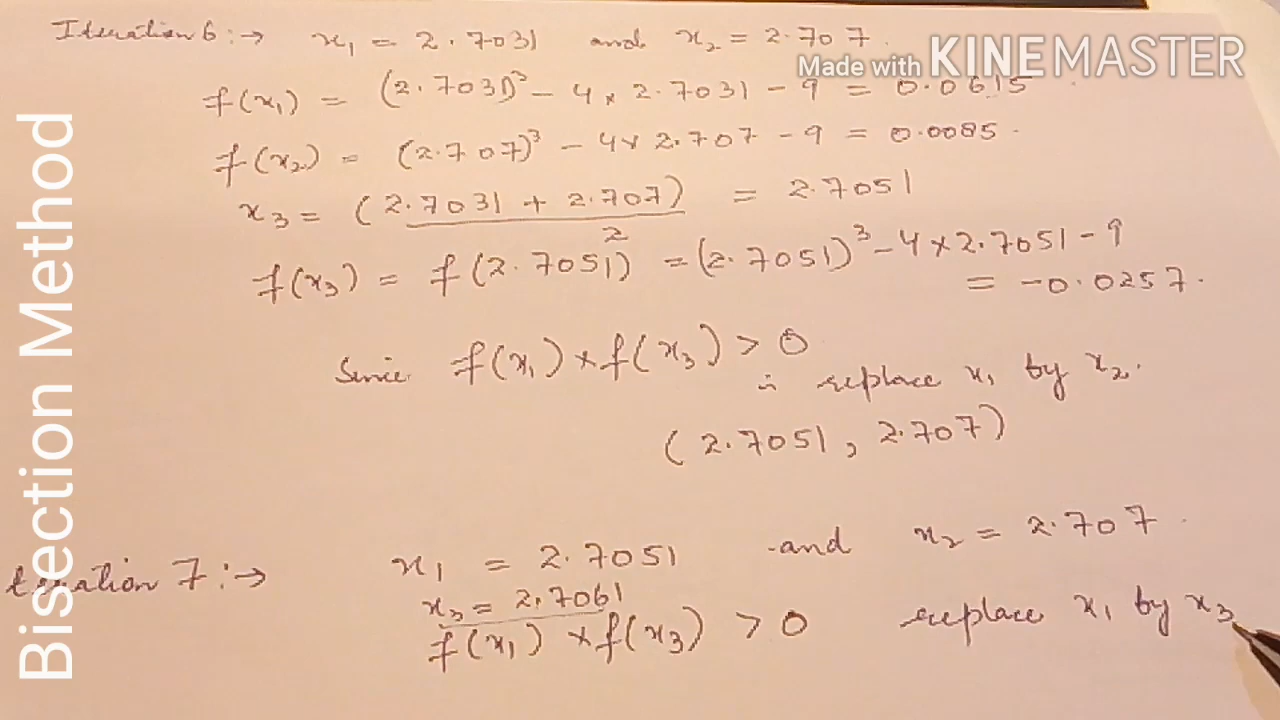 Iteration 6 :→ x₁ = 2.7031 and x₂ = 2.707.
Made with KINEMASTER
f(x₁) = (2.7031)³ - 4 × 2.7031 - 9 = 0.0615
f(x₂) = (2.707)³ - 4 × 2.707 - 9 = 0.0085.
x₃ = (2.7031 + 2.707) / 2 = 2.7051
f(x₃) = f(2.7051) = (2.7051)³ - 4 × 2.7051 - 9
= -0.0257.
Since f(x₁) × f(x₃) > 0
∴ replace x₁ by x₂.
(2.7051, 2.707)
Iteration 7 :→ x₁ = 2.7051 and x₂ = 2.707.
x₃ = 2.7061
f(x₁) × f(x₃) > 0 replace x₁ by x₃
Bisection Method